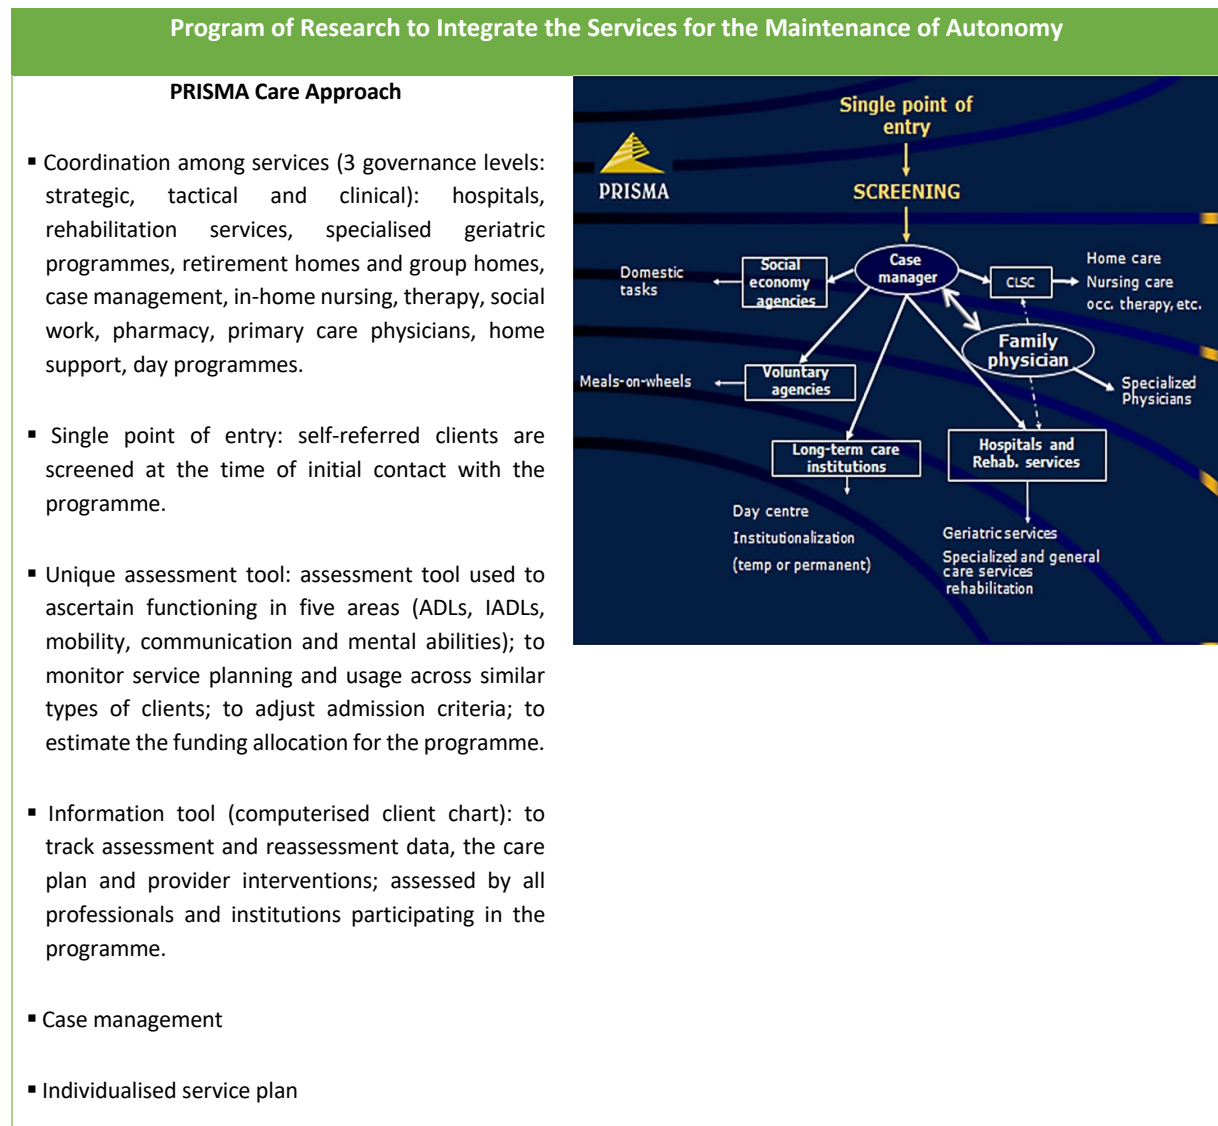 Program of Research to Integrate the Services for the Maintenance of Autonomy
PRISMA Care Approach
▪ Coordination among services (3 governance levels:
strategic, tactical and clinical): hospitals,
rehabilitation services, specialised geriatric
programmes, retirement homes and group homes,
case management, in-home nursing, therapy, social
work, pharmacy, primary care physicians, home
support, day programmes.
▪ Single point of entry: self-referred clients are
screened at the time of initial contact with the
programme.
▪ Unique assessment tool: assessment tool used to
ascertain functioning in five areas (ADLs, IADLs,
mobility, communication and mental abilities); to
monitor service planning and usage across similar
types of clients; to adjust admission criteria; to
estimate the funding allocation for the programme.
▪ Information tool (computerised client chart): to
track assessment and reassessment data, the care
plan and provider interventions; assessed by all
professionals and institutions participating in the
programme.
▪ Case management
▪ Individualised service plan
Single point of
entry
PRISMA
SCREENING
Case
manager
Social
economy
agencies
Domestic
tasks
CLSC
Home care
Nursing care
occ. therapy, etc.
Family
physician
Specialized
Physicians
Voluntary
agencies
Meals-on-wheels
Long-term care
institutions
Day centre
Institutionalization
(temp or permanent)
Hospitals and
Rehab. services
Geriatric services
Specialized and general
care services
rehabilitation